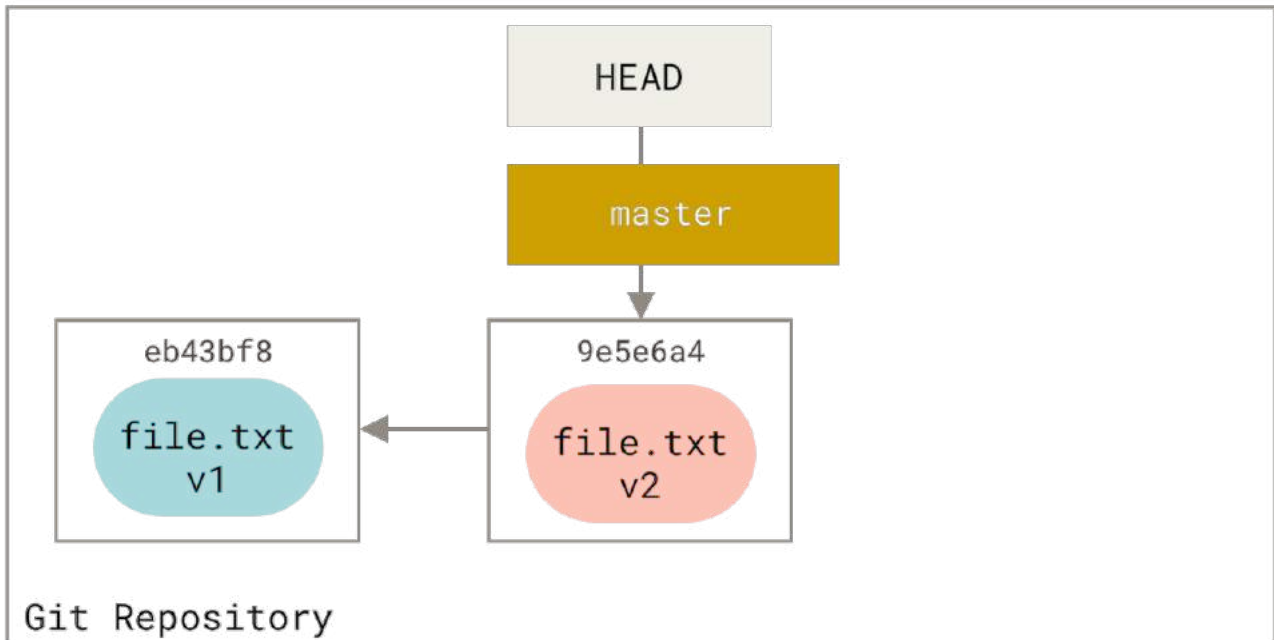 HEAD
master
eb43bf8
file.txt
v1
9e5e6a4
file.txt
v2
Git Repository